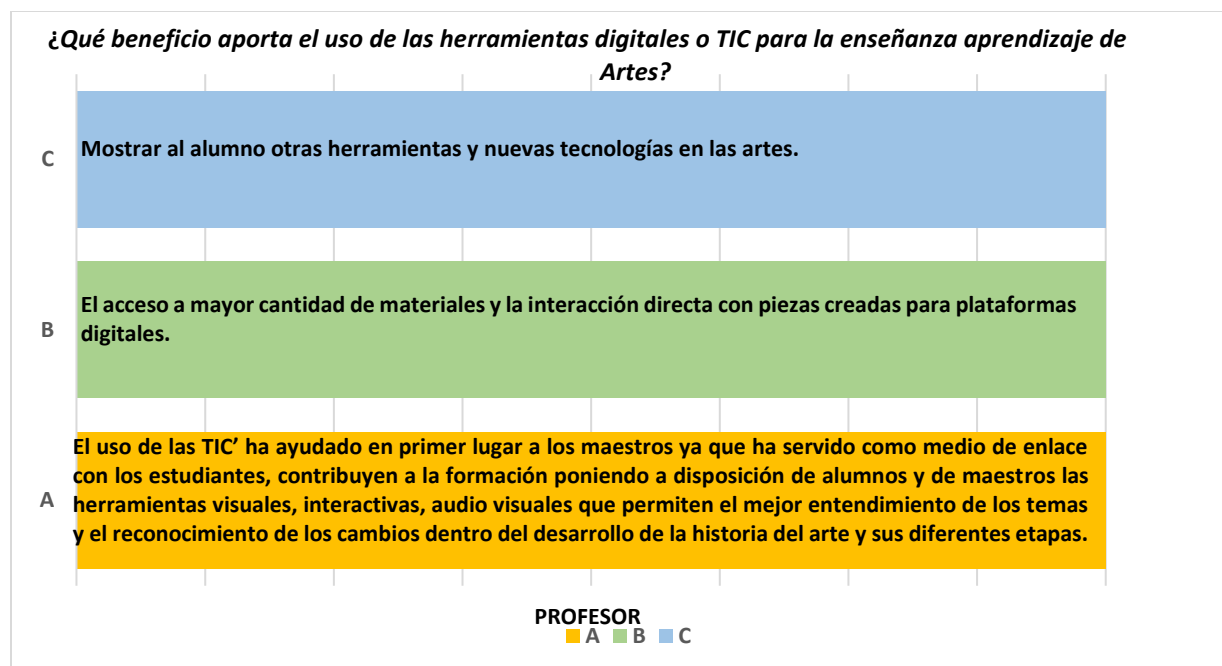 ¿Qué beneficio aporta el uso de las herramientas digitales o TIC para la enseñanza aprendizaje de
Artes?
C
Mostrar al alumno otras herramientas y nuevas tecnologías en las artes.
B
El acceso a mayor cantidad de materiales y la interacción directa con piezas creadas para plataformas
digitales.
A
El uso de las TIC’ ha ayudado en primer lugar a los maestros ya que ha servido como medio de enlace
con los estudiantes, contribuyen a la formación poniendo a disposición de alumnos y de maestros las
herramientas visuales, interactivas, audio visuales que permiten el mejor entendimiento de los temas
y el reconocimiento de los cambios dentro del desarrollo de la historia del arte y sus diferentes etapas.
PROFESOR
A B C